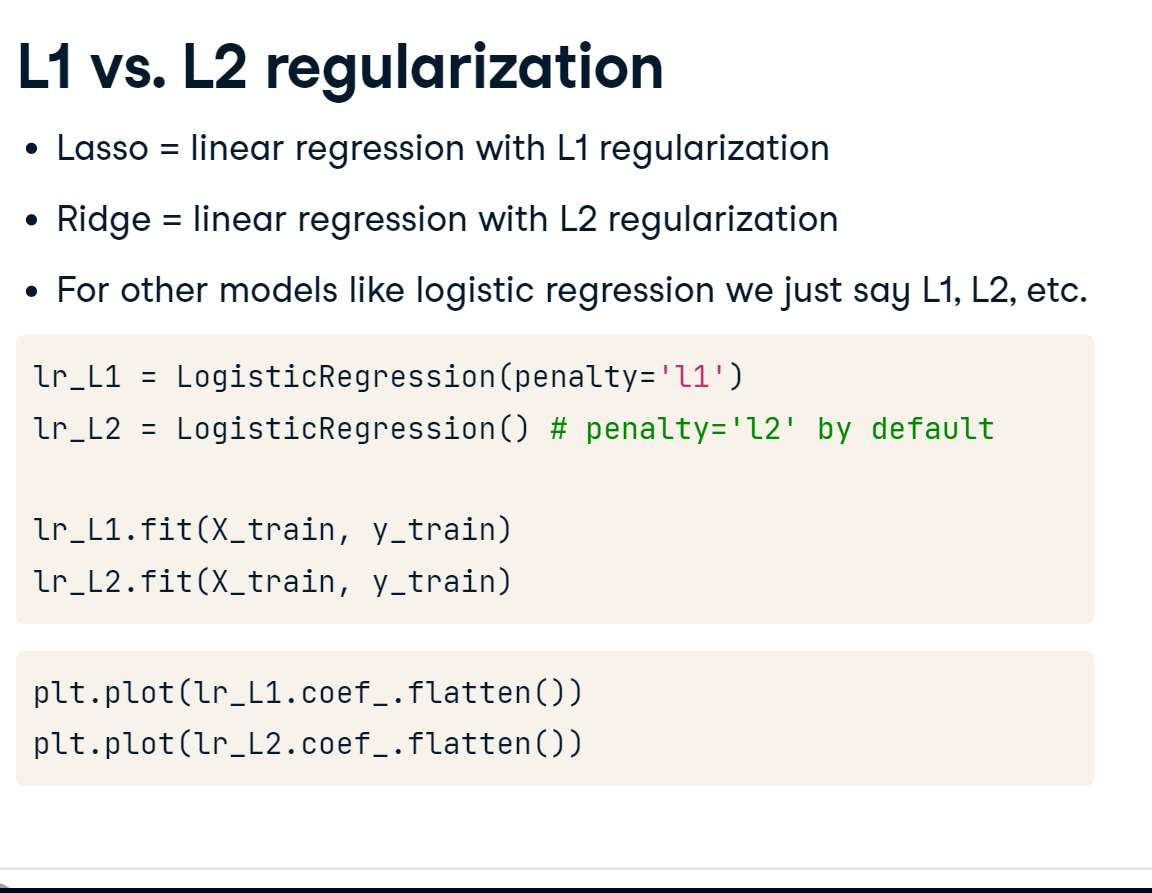 L1 vs. L2 regularization
• Lasso = linear regression with L1 regularization
• Ridge = linear regression with L2 regularization
• For other models like logistic regression we just say L1, L2, etc.
lr_L1 = LogisticRegression(penalty='l1')
lr_L2 = LogisticRegression() # penalty='l2' by default
lr_L1.fit(X_train, y_train)
lr_L2.fit(X_train, y_train)
plt.plot(lr_L1.coef_.flatten())
plt.plot(lr_L2.coef_.flatten())